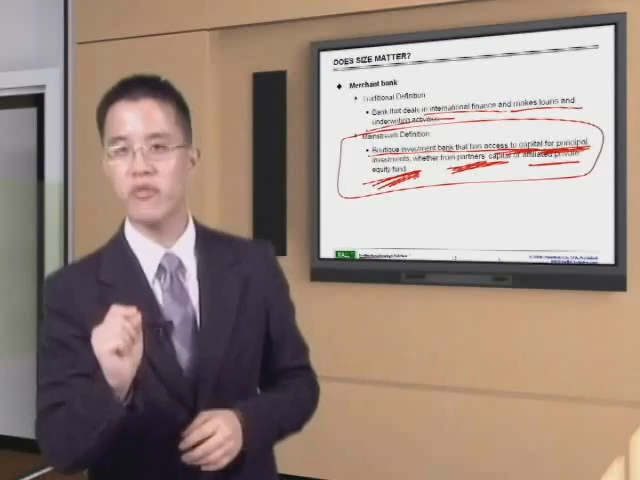 DOES SIZE MATTER?
Merchant bank
Traditional Definition
Bank that deals in international finance and makes loans and
underwriting activities
Mainstream Definition
Boutique investment bank that has access to capital for principal
investments, whether from partners' capital or affiliated private
equity fund
WALL